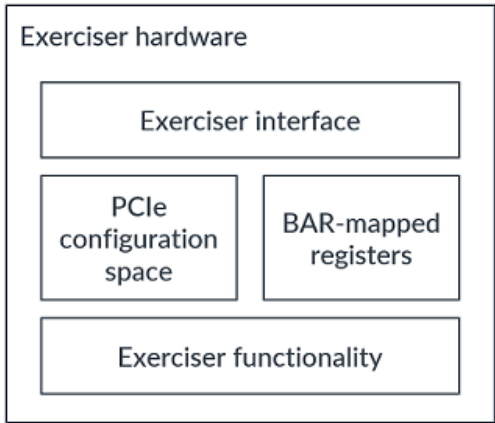 Exerciser hardware
Exerciser interface
PCIe
configuration
space
BAR-mapped
registers
Exerciser functionality